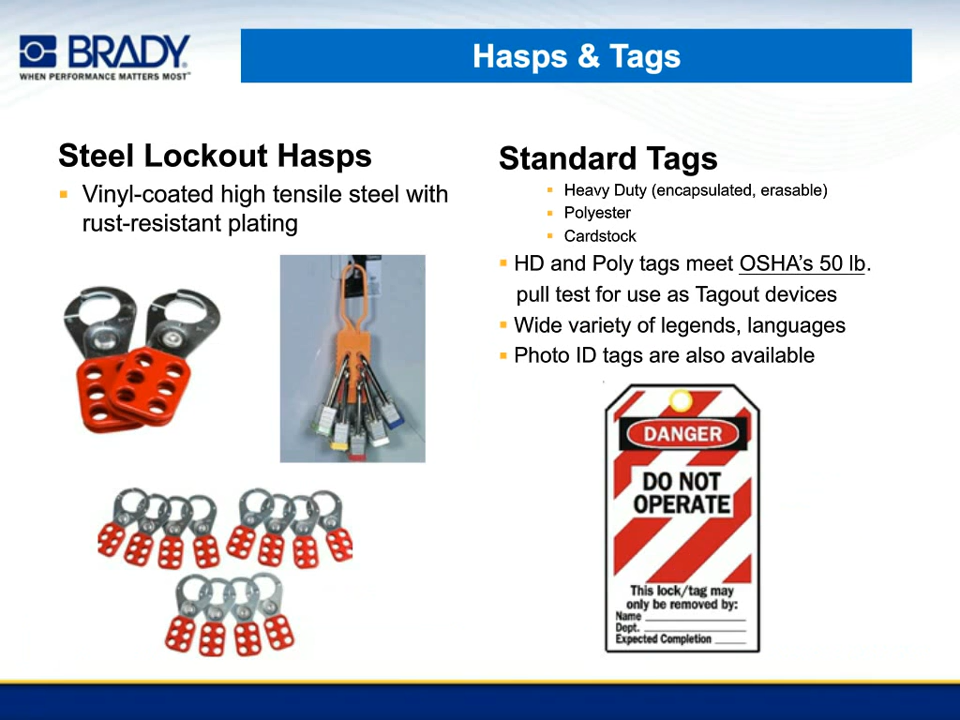 BRADY
WHEN PERFORMANCE MATTERS MOST™
Hasps & Tags
Steel Lockout Hasps
Vinyl-coated high tensile steel with
rust-resistant plating
Standard Tags
Heavy Duty (encapsulated, erasable)
Polyester
Cardstock
HD and Poly tags meet OSHA’s 50 lb.
pull test for use as Tagout devices
Wide variety of legends, languages
Photo ID tags are also available
DANGER
DO NOT
OPERATE
This lock/tag may
only be removed by:
Name
Dept.
Expected Completion